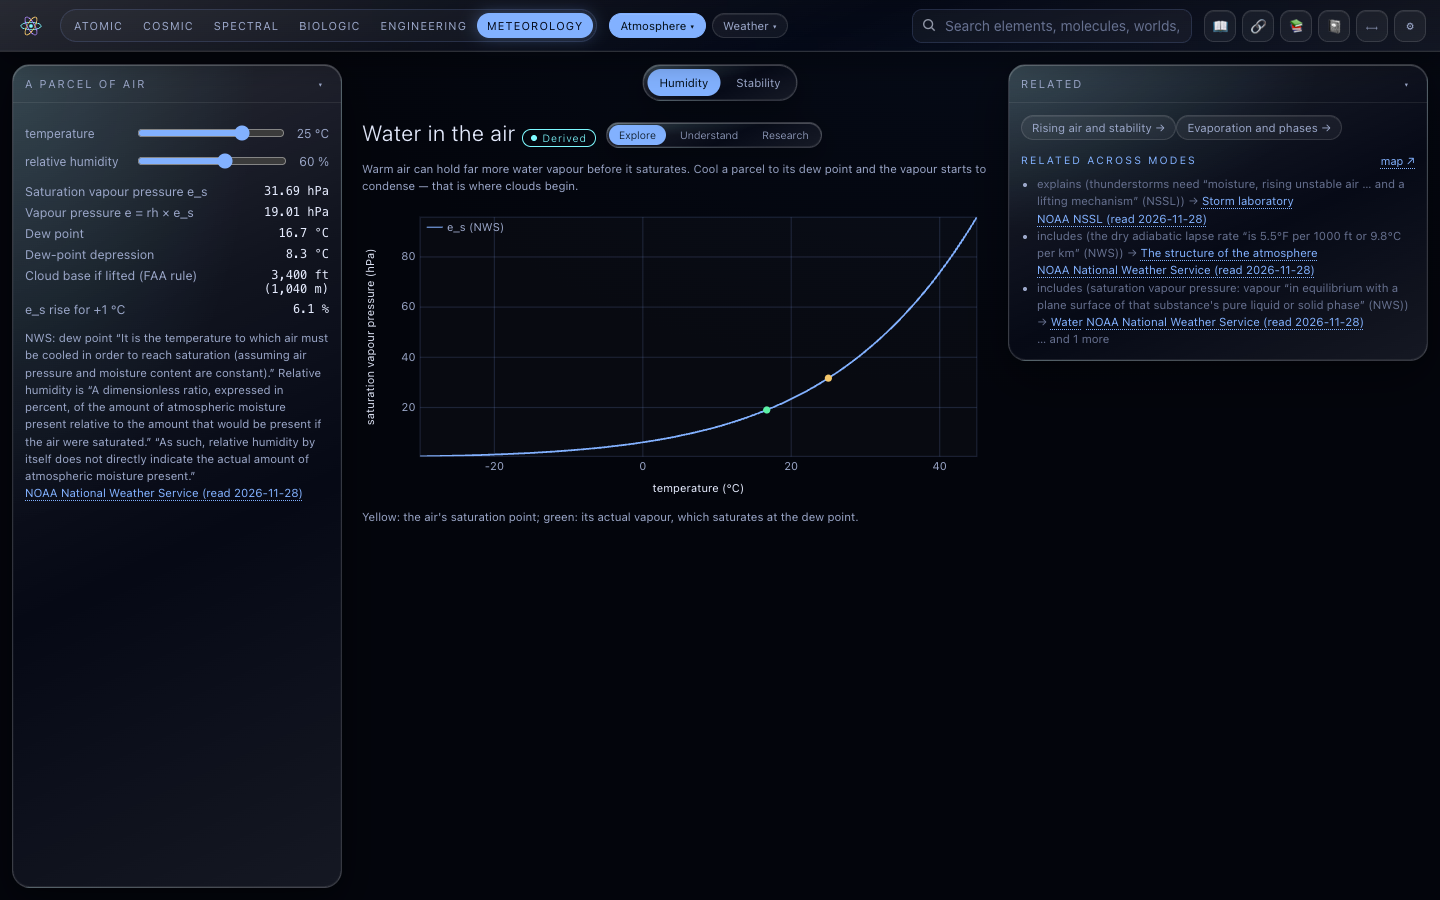 ATOMIC COSMIC SPECTRAL BIOLOGIC ENGINEERING METEOROLOGY Atmosphere ▾ Weather ▾ Search elements, molecules, worlds,
A PARCEL OF AIR
temperature 25 °C
relative humidity 60 %
Saturation vapour pressure e_s 31.69 hPa
Vapour pressure e = rh × e_s 19.01 hPa
Dew point 16.7 °C
Dew-point depression 8.3 °C
Cloud base if lifted (FAA rule) 3,400 ft
(1,040 m)
e_s rise for +1 °C 6.1 %
NWS: dew point “It is the temperature to which air must
be cooled in order to reach saturation (assuming air
pressure and moisture content are constant).” Relative
humidity is “A dimensionless ratio, expressed in
percent, of the amount of atmospheric moisture
present relative to the amount that would be present if
the air were saturated.” “As such, relative humidity by
itself does not directly indicate the actual amount of
atmospheric moisture present.”
NOAA National Weather Service (read 2026-11-28)
Humidity Stability
Water in the air Derived Explore Understand Research
Warm air can hold far more water vapour before it saturates. Cool a parcel to its dew point and the vapour starts to
condense — that is where clouds begin.
e_s (NWS)
saturation vapour pressure (hPa)
80
60
40
20
-20 0 20 40
temperature (°C)
Yellow: the air's saturation point; green: its actual vapour, which saturates at the dew point.
RELATED
Rising air and stability → Evaporation and phases →
RELATED ACROSS MODES map ↗
explains (thunderstorms need “moisture, rising unstable air … and a
lifting mechanism” (NSSL)) → Storm laboratory
NOAA NSSL (read 2026-11-28)
includes (the dry adiabatic lapse rate “is 5.5°F per 1000 ft or 9.8°C
per km” (NWS)) → The structure of the atmosphere
NOAA National Weather Service (read 2026-11-28)
includes (saturation vapour pressure: vapour “in equilibrium with a
plane surface of that substance's pure liquid or solid phase” (NWS))
→ Water NOAA National Weather Service (read 2026-11-28)
… and 1 more